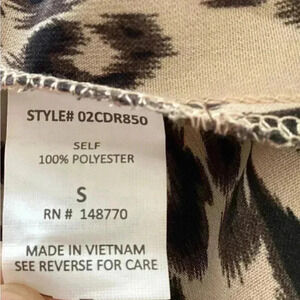 STYLE# 02CDR850
SELF
100% POLYESTER
S
RN # 148770
MADE IN VIETNAM
SEE REVERSE FOR CARE